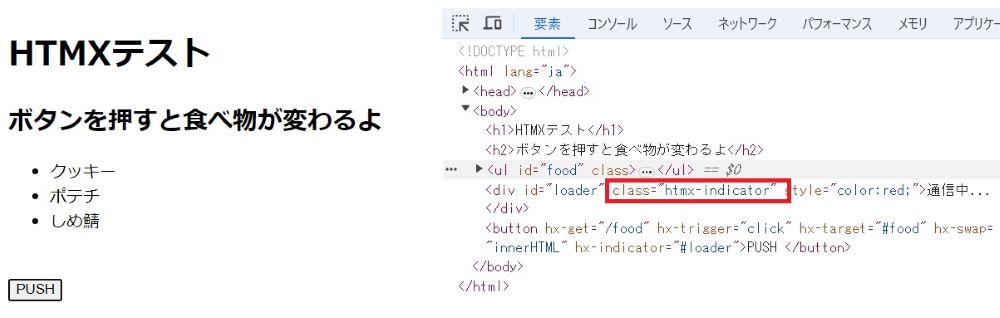 HTMXテスト
ボタンを押すと食べ物が変わるよ
クッキー
ポテチ
しめ鯖
PUSH
要素 コンソール ソース ネットワーク パフォーマンス メモリ アプリケー
<!DOCTYPE html>
<html lang="ja">
<head> ⋯ </head>
<body>
<h1>HTMXテスト</h1>
<h2>ボタンを押すと食べ物が変わるよ</h2>
<ul id="food" class> ⋯ </ul> == $0
<div id="loader" class="htmx-indicator" style="color:red;">通信中...
</div>
<button hx-get="/food" hx-trigger="click" hx-target="#food" hx-swap=
"innerHTML" hx-indicator="#loader">PUSH </button>
</body>
</html>